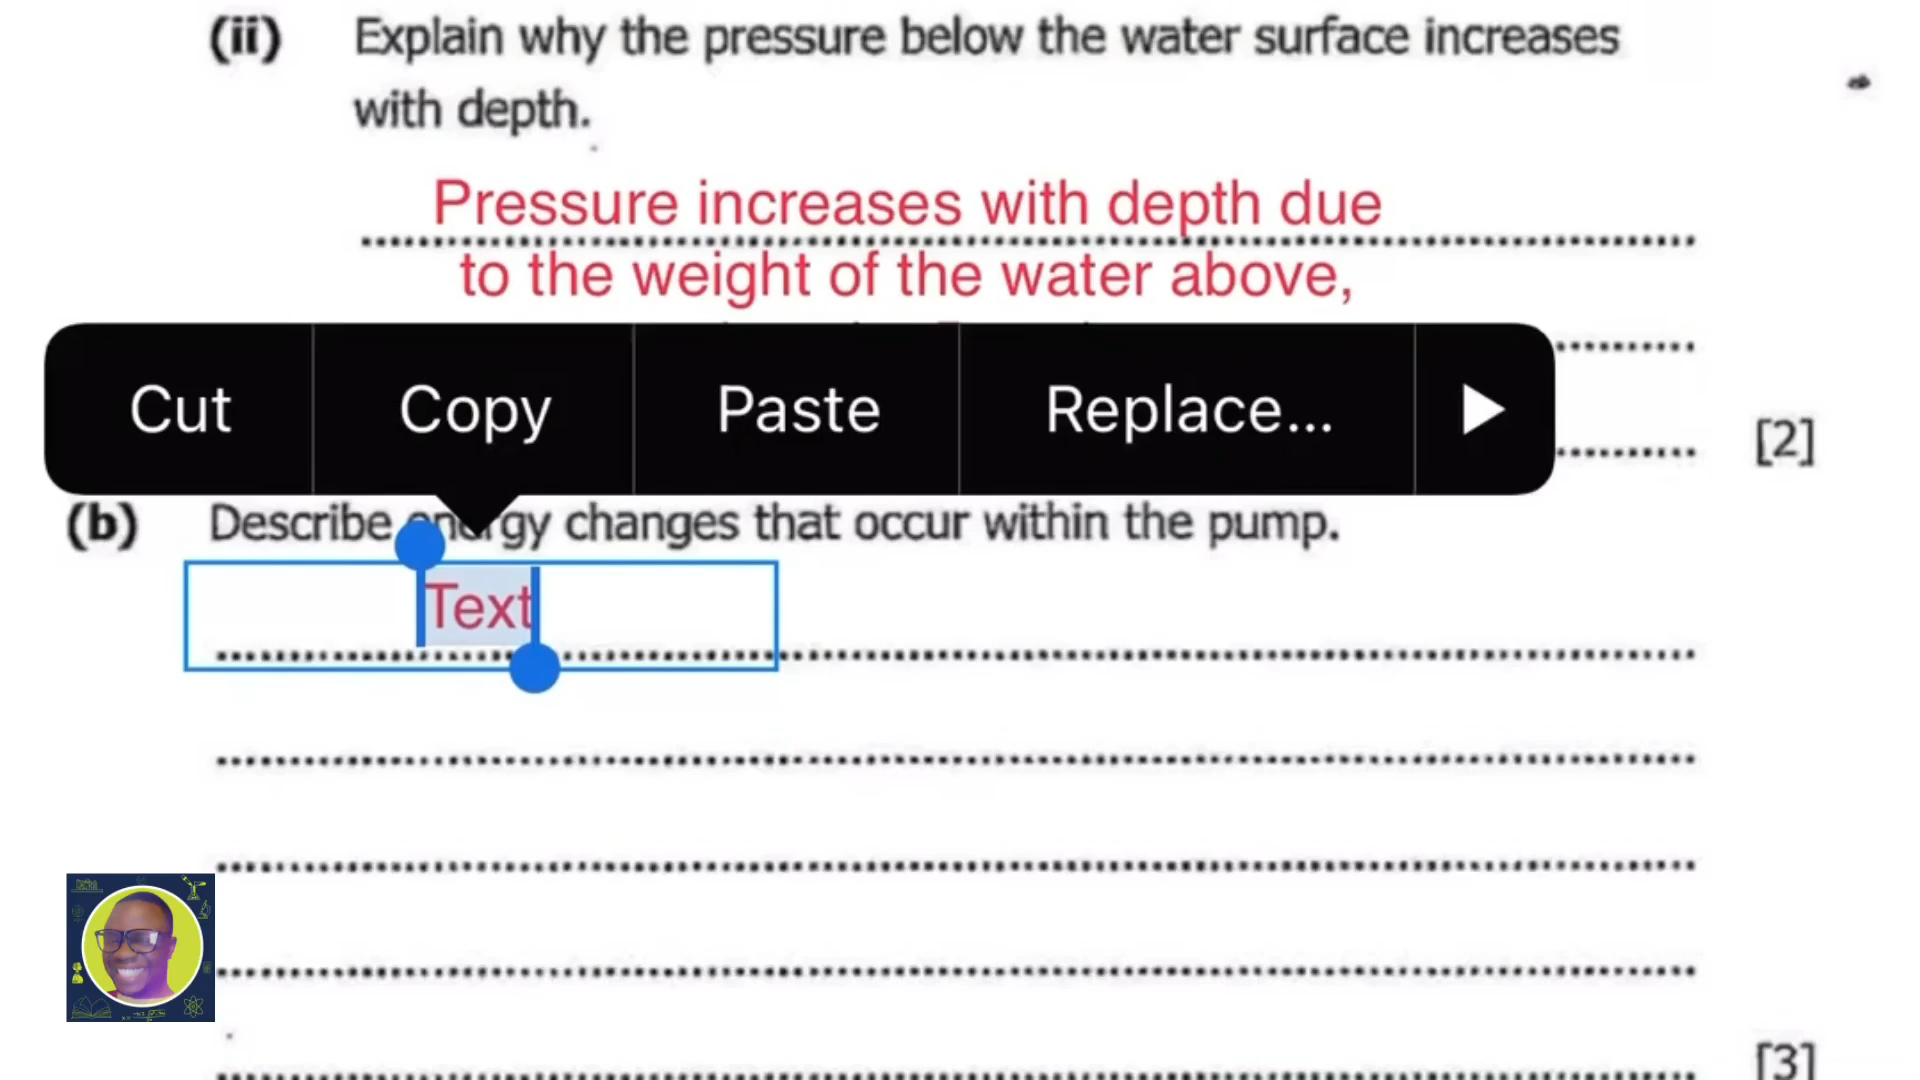 (ii) Explain why the pressure below the water surface increases
with depth.
Pressure increases with depth due
to the weight of the water above,
Cut Copy Paste Replace...
[2]
(b) Describe energy changes that occur within the pump.
Text
[3]